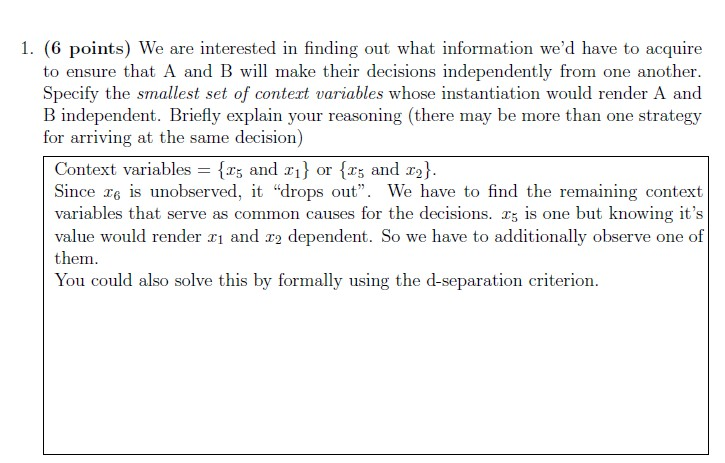 1. (6 points) We are interested in finding out what information we'd have to acquire
to ensure that A and B will make their decisions independently from one another.
Specify the smallest set of context variables whose instantiation would render A and
B independent. Briefly explain your reasoning (there may be more than one strategy
for arriving at the same decision)
Context variables = {x₅ and x₁} or {x₅ and x₂}.
Since x₆ is unobserved, it “drops out”. We have to find the remaining context
variables that serve as common causes for the decisions. x₅ is one but knowing it's
value would render x₁ and x₂ dependent. So we have to additionally observe one of
them.
You could also solve this by formally using the d-separation criterion.